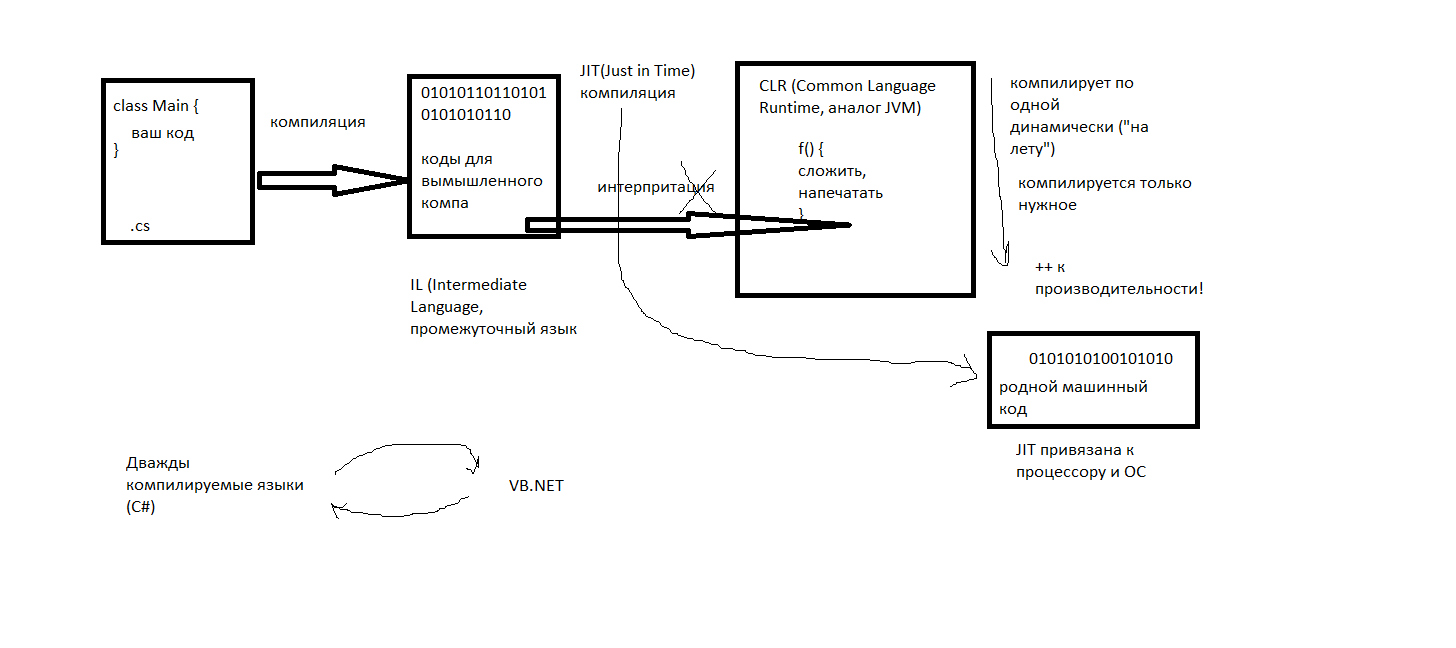 class Main {
ваш код
}
.cs
компиляция
01010110110101
0101010110
коды для
вымышленного
компа
IL (Intermediate
Language,
промежуточный язык
JIT(Just in Time)
компиляция
интерпритация
CLR (Common Language
Runtime, аналог JVM)
f() {
сложить,
напечатать
}
компилирует по
одной
динамически ("на
лету")
компилируется только
нужное
++ к
производительности!
0101010100101010
родной машинный
код
JIT привязана к
процессору и ОС
Дважды
компилируемые языки
(C#)
VB.NET